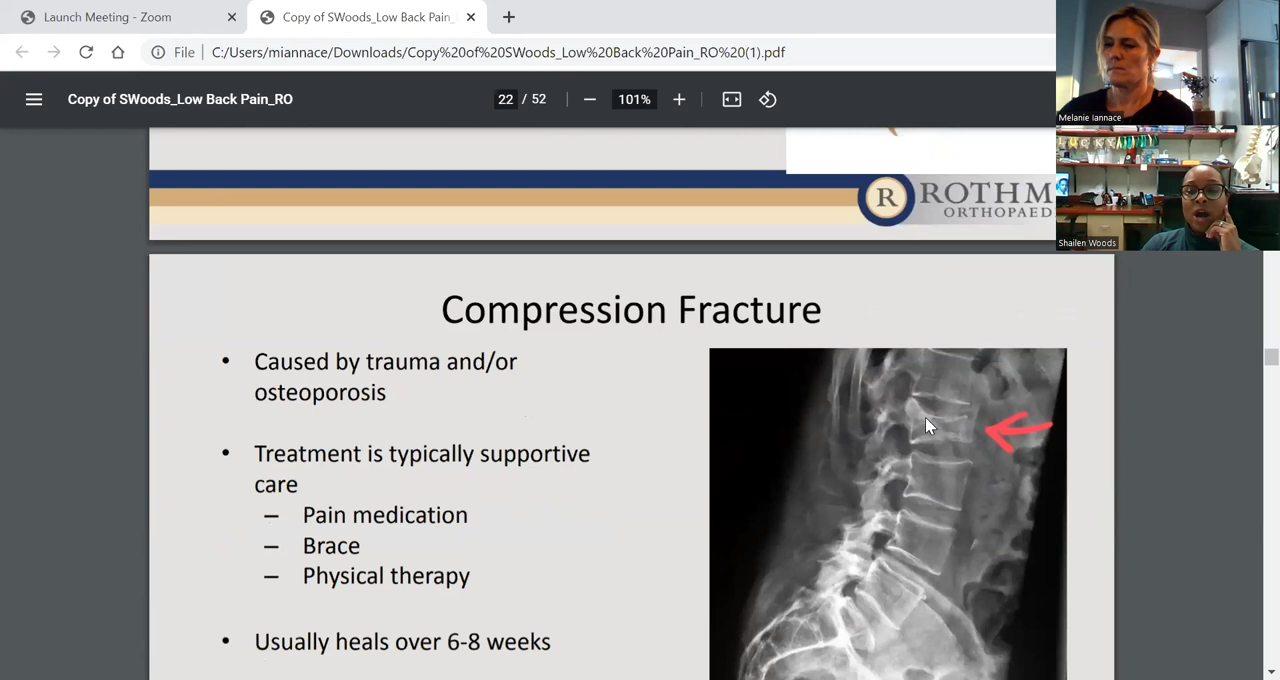 Launch Meeting - Zoom
Copy of SWoods_Low Back Pain_
File
C:/Users/miannace/Downloads/Copy%20of%20SWoods_Low%20Back%20Pain_RO%20(1).pdf
Copy of SWoods_Low Back Pain_RO
22 / 52
101%
Melanie Iannace
Shailen Woods
R
ROTHM
ORTHOPAED
Compression Fracture
• Caused by trauma and/or
osteoporosis
• Treatment is typically supportive
care
– Pain medication
– Brace
– Physical therapy
• Usually heals over 6-8 weeks